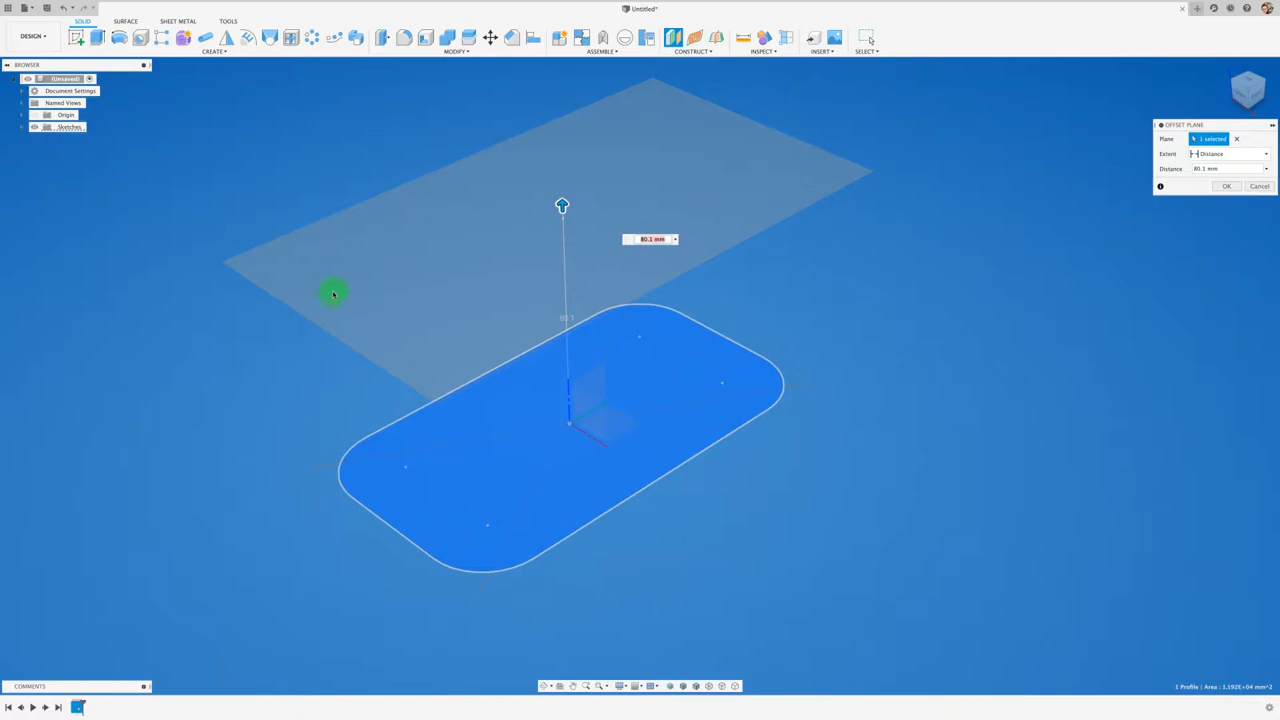 Untitled*
DESIGN
SOLID SURFACE SHEET METAL TOOLS
CREATE MODIFY ASSEMBLE CONSTRUCT INSPECT INSERT SELECT
BROWSER
(Unsaved)
Document Settings
Named Views
Origin
Sketches
OFFSET PLANE
Plane 1 selected
Extent Distance
Distance 80.1 mm
OK Cancel
80.1 mm
80.1
COMMENTS
1 Profile | Area : 1.192E+04 mm^2